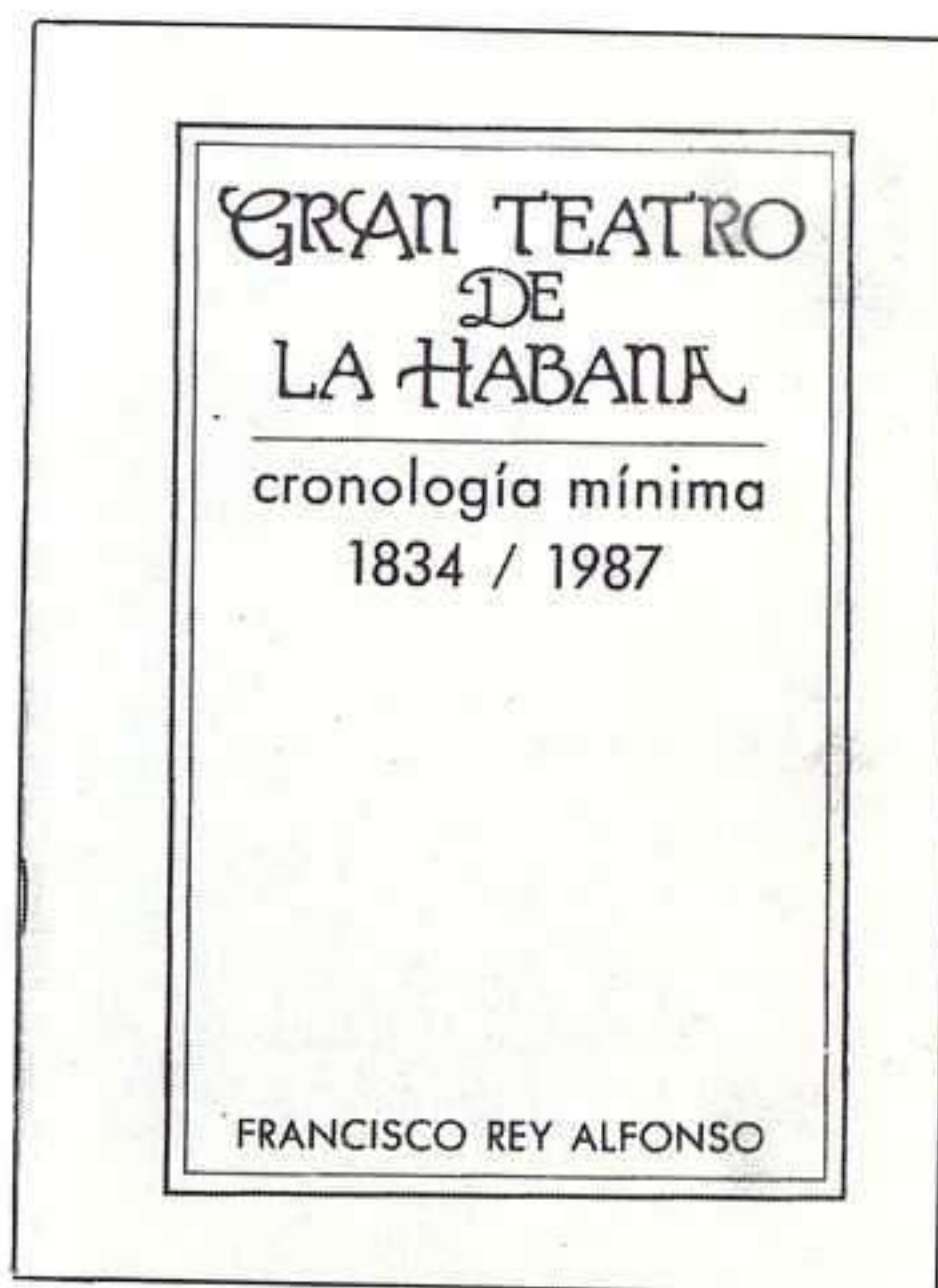 GRAN TEATRO
DE
LA HABANA
cronología mínima
1834 / 1987
FRANCISCO REY ALFONSO